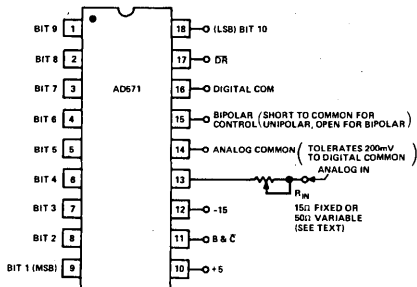 BIT 9 1
BIT 8 2
BIT 7 3
BIT 6 4
BIT 5 5
BIT 4 6
BIT 3 7
BIT 2 8
BIT 1 (MSB) 9
AD571
18 (LSB) BIT 10
17 DR
16 DIGITAL COM
15 BIPOLAR CONTROL (SHORT TO COMMON FOR UNIPOLAR, OPEN FOR BIPOLAR)
14 ANALOG COMMON (TOLERATES 200mV TO DIGITAL COMMON)
13 ANALOG IN
RIN
15Ω FIXED OR
50Ω VARIABLE
(SEE TEXT)
12 -15
11 B & C̅
10 +5